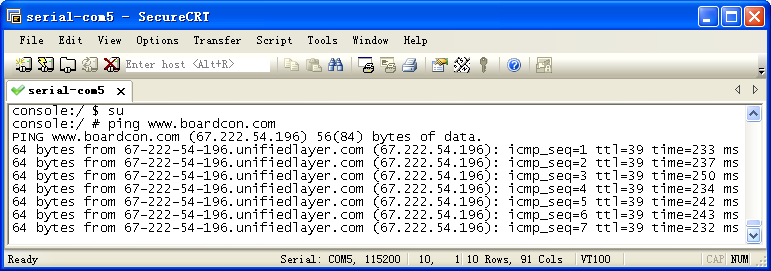 serial-com5 - SecureCRT
File Edit View Options Transfer Script Tools Window Help
Enter host <Alt+R>
serial-com5
console:/ $ su
console:/ # ping www.boardcon.com
PING www.boardcon.com (67.222.54.196) 56(84) bytes of data.
64 bytes from 67-222-54-196.unifiedlayer.com (67.222.54.196): icmp_seq=1 ttl=39 time=233 ms
64 bytes from 67-222-54-196.unifiedlayer.com (67.222.54.196): icmp_seq=2 ttl=39 time=237 ms
64 bytes from 67-222-54-196.unifiedlayer.com (67.222.54.196): icmp_seq=3 ttl=39 time=250 ms
64 bytes from 67-222-54-196.unifiedlayer.com (67.222.54.196): icmp_seq=4 ttl=39 time=234 ms
64 bytes from 67-222-54-196.unifiedlayer.com (67.222.54.196): icmp_seq=5 ttl=39 time=242 ms
64 bytes from 67-222-54-196.unifiedlayer.com (67.222.54.196): icmp_seq=6 ttl=39 time=243 ms
64 bytes from 67-222-54-196.unifiedlayer.com (67.222.54.196): icmp_seq=7 ttl=39 time=232 ms
Ready Serial: COM5, 115200 10, 1 10 Rows, 91 Cols VT100 CAP NUM